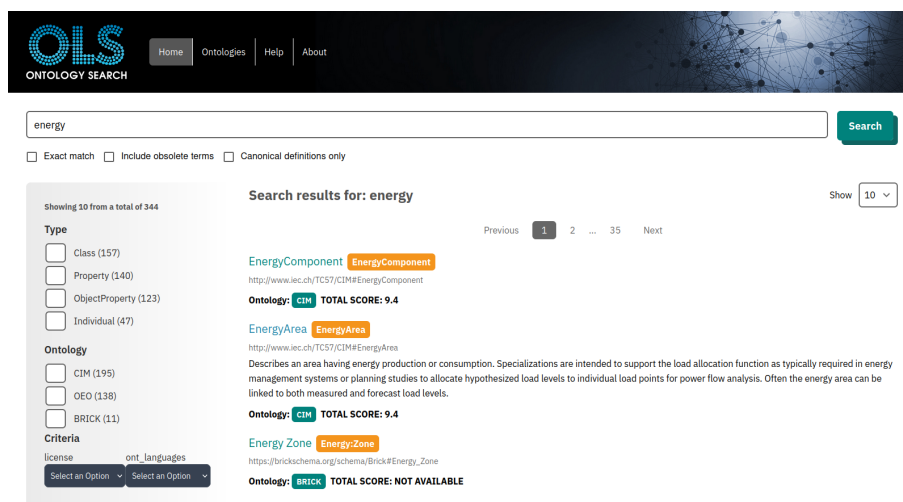 OLS
ONTOLOGY SEARCH
Home
Ontologies
Help
About
energy
Search
Exact match
Include obsolete terms
Canonical definitions only
Showing 10 from a total of 344
Type
Class (157)
Property (140)
ObjectProperty (123)
Individual (47)
Ontology
CIM (195)
OEO (138)
BRICK (11)
Criteria
license ont_languages
Select an Option Select an Option
Search results for: energy
Show 10
Previous 1 2 ... 35 Next
EnergyComponent EnergyComponent
http://www.iec.ch/TC57/CIM#EnergyComponent
Ontology: CIM TOTAL SCORE: 9.4
EnergyArea EnergyArea
http://www.iec.ch/TC57/CIM#EnergyArea
Describes an area having energy production or consumption. Specializations are intended to support the load allocation function as typically required in energy
management systems or planning studies to allocate hypothesized load levels to individual load points for power flow analysis. Often the energy area can be
linked to both measured and forecast load levels.
Ontology: CIM TOTAL SCORE: 9.4
Energy Zone Energy:Zone
https://brickschema.org/schema/Brick#Energy_Zone
Ontology: BRICK TOTAL SCORE: NOT AVAILABLE